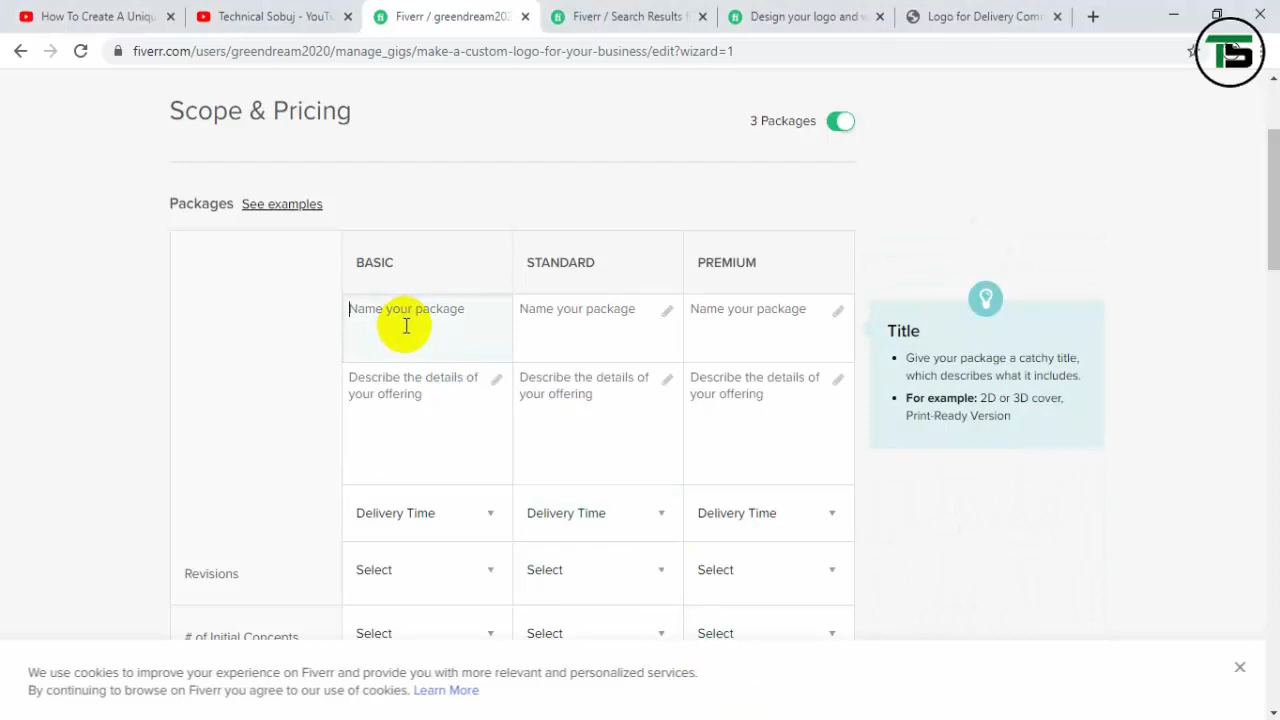 How To Create A Uniqu
Technical Sobuj - YouT
Fiverr / greendream202
Fiverr / Search Results f
Design your logo and w
Logo for Delivery Com
fiverr.com/users/greendream2020/manage_gigs/make-a-custom-logo-for-your-business/edit?wizard=1
TS
Scope & Pricing
3 Packages
Packages See examples
BASIC STANDARD PREMIUM
Name your package Name your package Name your package
Describe the details of your offering
Describe the details of your offering
Describe the details of your offering
Delivery Time Delivery Time Delivery Time
Revisions Select Select Select
# of Initial Concepts Select Select Select
Title
Give your package a catchy title,
which describes what it includes.
For example: 2D or 3D cover,
Print-Ready Version
We use cookies to improve your experience on Fiverr and provide you with more relevant and personalized services.
By continuing to browse on Fiverr you agree to our use of cookies. Learn More